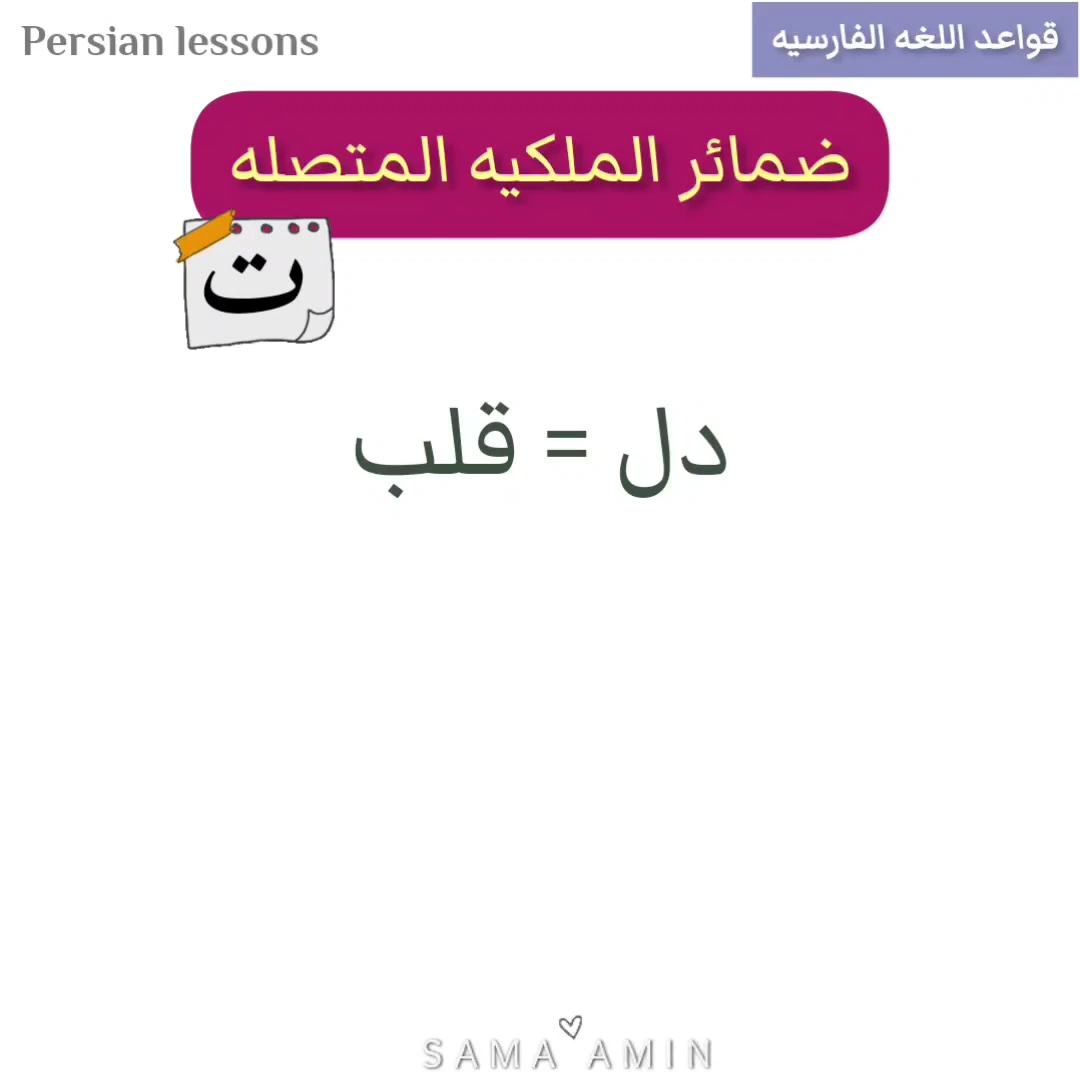 Persian lessons
قواعد اللغه الفارسيه
ضمائر الملكيه المتصله
ت
دل = قلب
SAMA AMIN